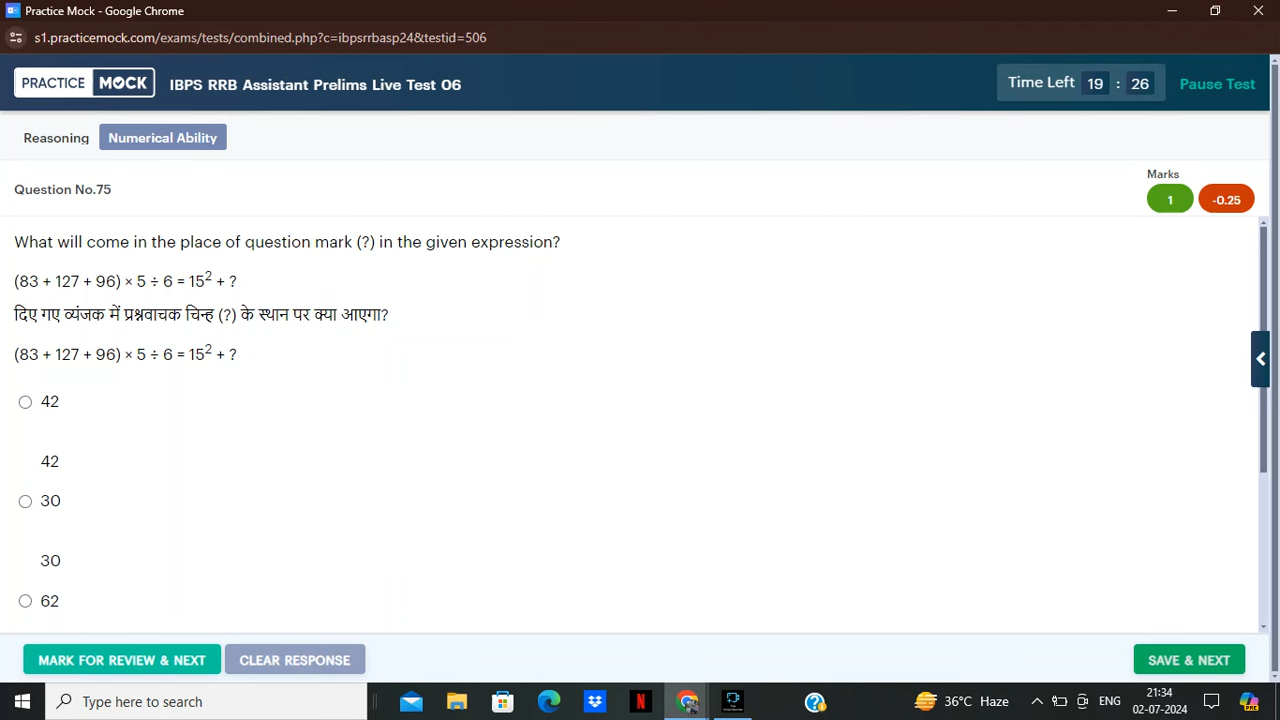 Practice Mock - Google Chrome
s1.practicemock.com/exams/tests/combined.php?c=ibpsrrbasp24&testid=506
PRACTICE MOCK IBPS RRB Assistant Prelims Live Test 06 Time Left 19 : 26 Pause Test
Reasoning Numerical Ability
Question No.75
Marks
1 -0.25
What will come in the place of question mark (?) in the given expression?
(83 + 127 + 96) × 5 ÷ 6 = 15² + ?
दिए गए व्यंजक में प्रश्नवाचक चिन्ह (?) के स्थान पर क्या आएगा?
(83 + 127 + 96) × 5 ÷ 6 = 15² + ?
42
42
30
30
62
MARK FOR REVIEW & NEXT CLEAR RESPONSE SAVE & NEXT
Type here to search 36°C Haze ENG 21:34
02-07-2024